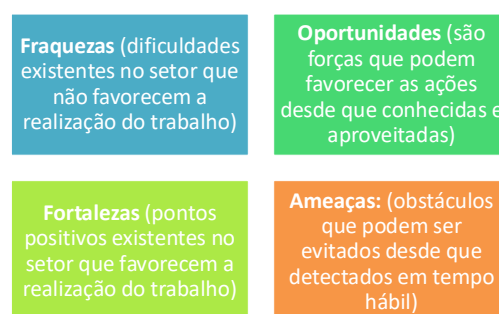 Fraquezas (dificuldades
existentes no setor que
não favorecem a
realização do trabalho)
Oportunidades (são
forças que podem
favorecer as ações
desde que conhecidas e
aproveitadas)
Fortalezas (pontos
positivos existentes no
setor que favorecem a
realização do trabalho)
Ameaças: (obstáculos
que podem ser
evitados desde que
detectados em tempo
hábil)